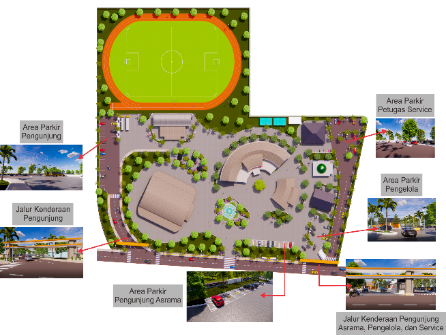 Area Parkir
Petugas Service
Area Parkir
Pengunjung
Area Parkir
Pengelola
Jalur Kenderaan
Pengunjung
Area Parkir
Pengunjung Asrama
Jalur Kenderaan Pengunjung
Asrama, Pengelola, dan Service